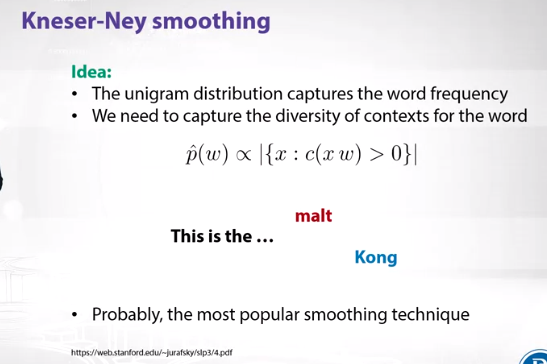 Kneser-Ney smoothing
Idea:
• The unigram distribution captures the word frequency
• We need to capture the diversity of contexts for the word
p̂(w) ∝ |{x : c(x w) > 0}|
malt
This is the ...
Kong
• Probably, the most popular smoothing technique
https://web.stanford.edu/~jurafsky/slp3/4.pdf